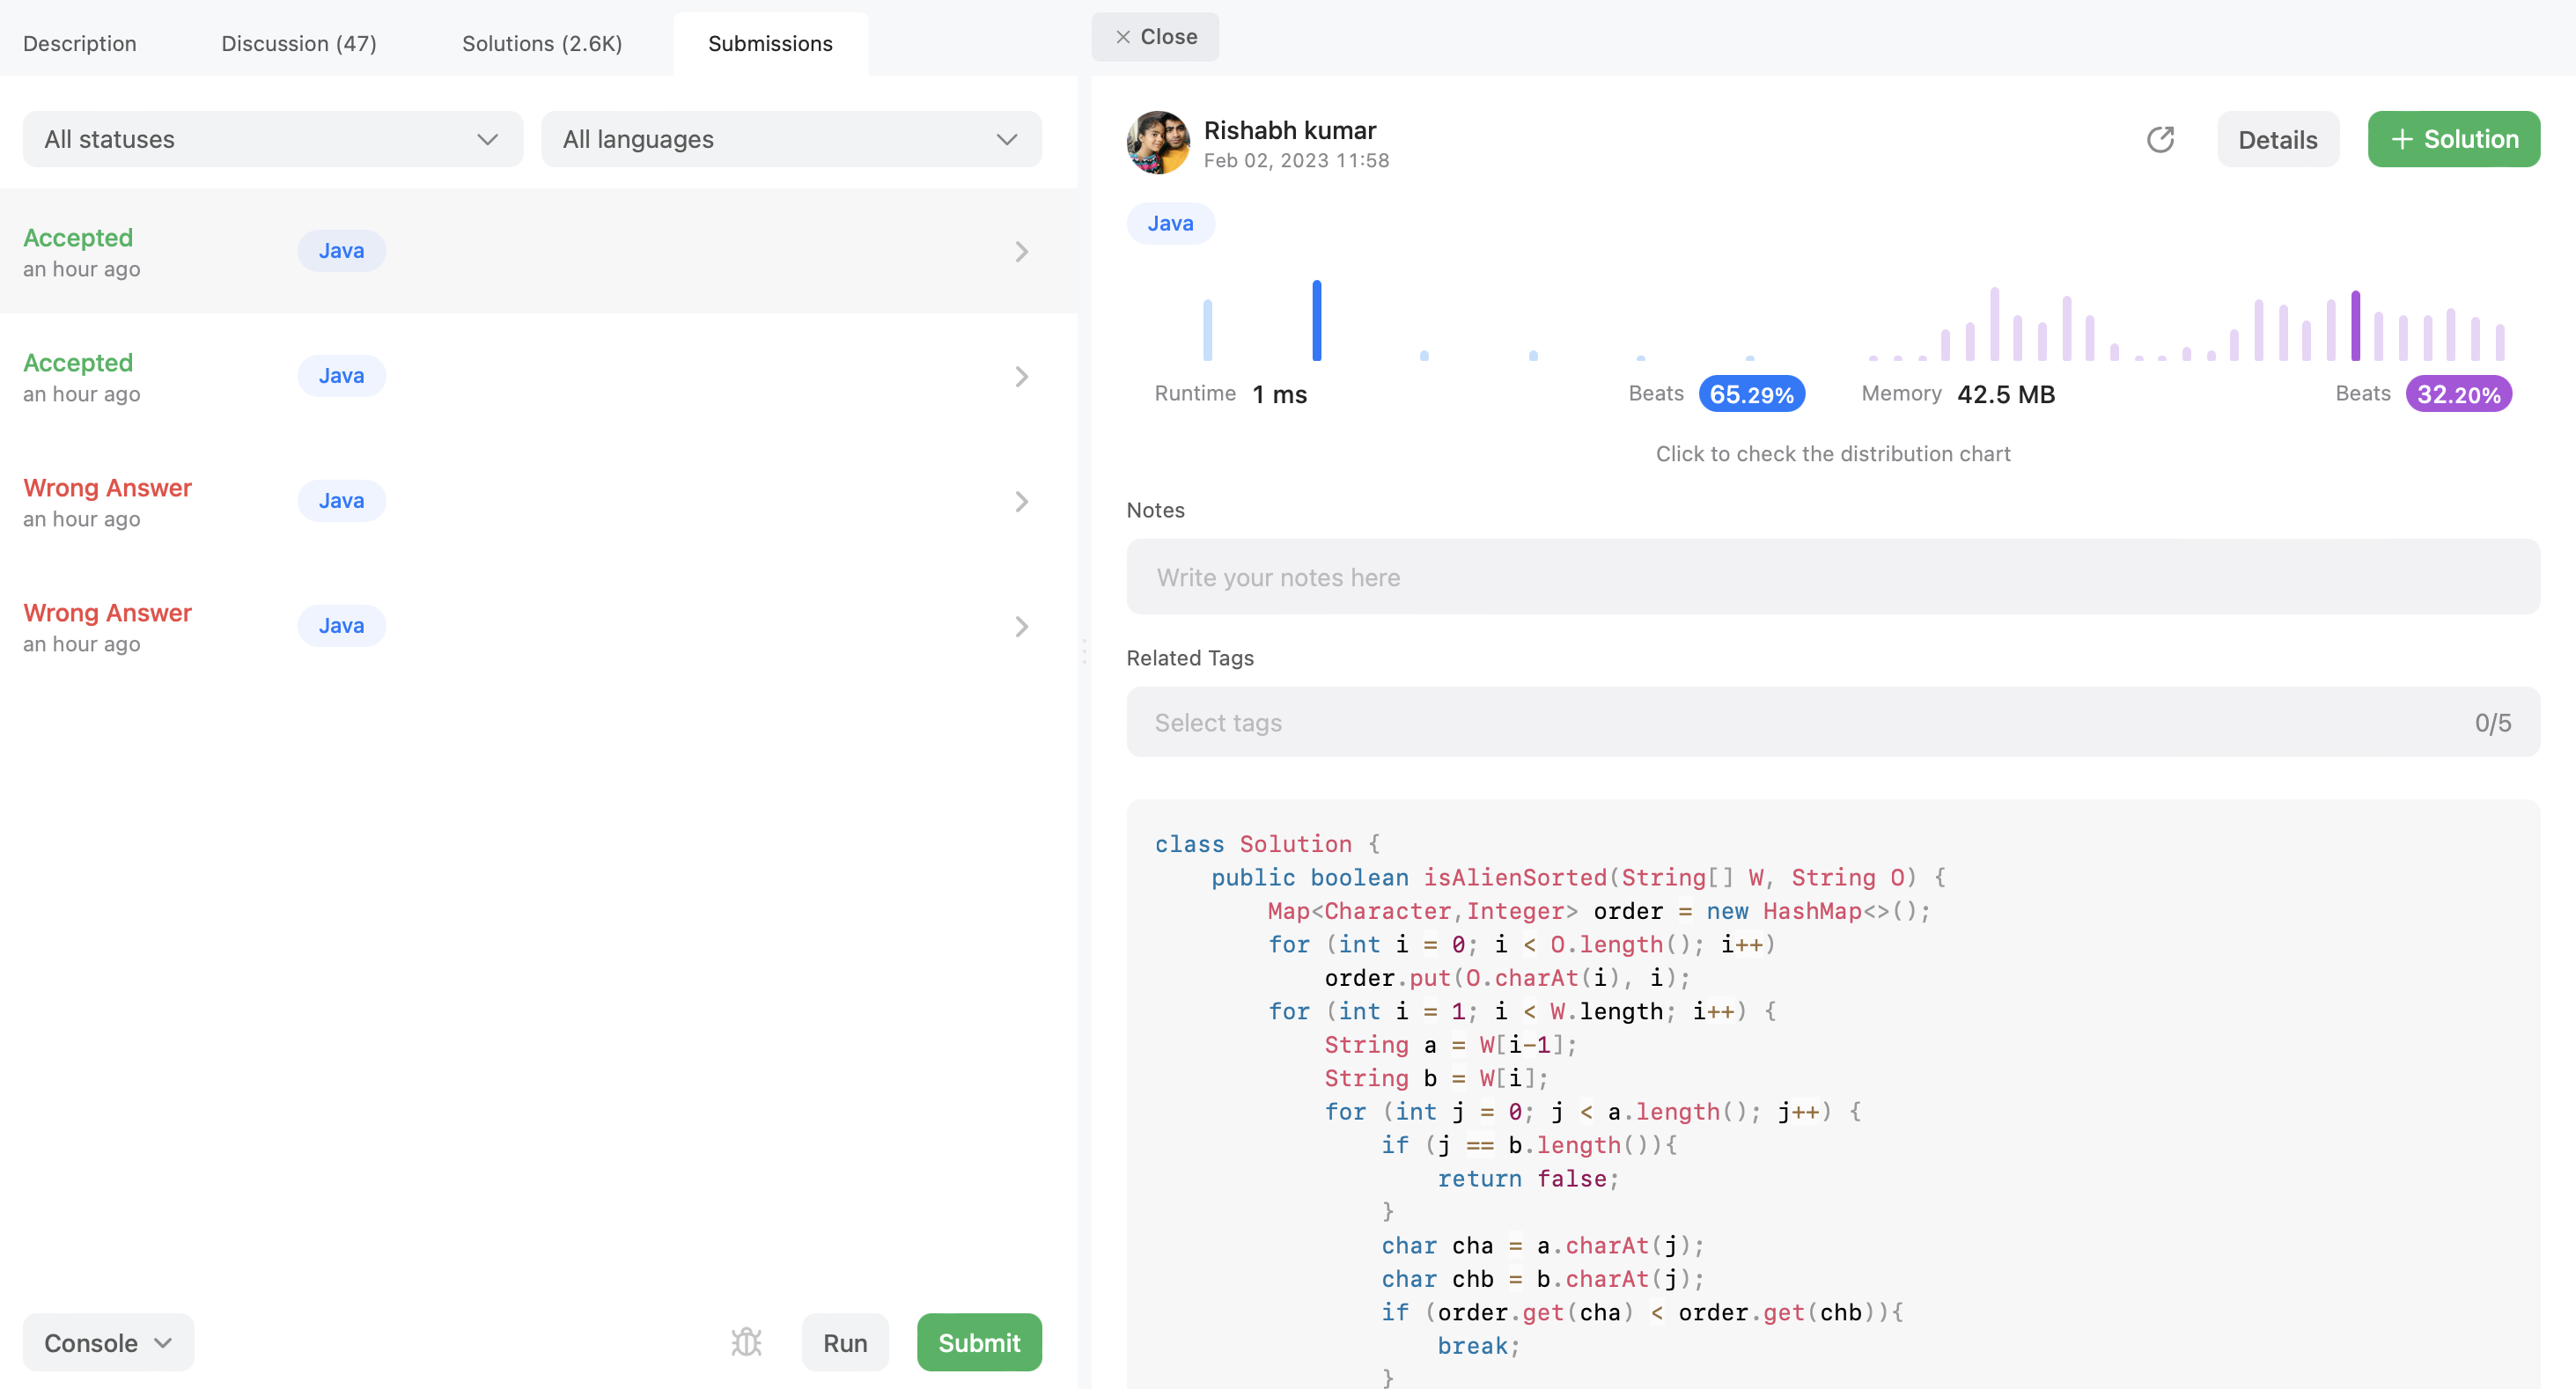 Description
Discussion (47)
Solutions (2.6K)
Submissions
All statuses
All languages
Accepted
an hour ago
Java
Accepted
an hour ago
Java
Wrong Answer
an hour ago
Java
Wrong Answer
an hour ago
Java
Console
Run
Submit
Close
Rishabh kumar
Feb 02, 2023 11:58
Details
+ Solution
Java
Runtime 1 ms
Beats 65.29%
Memory 42.5 MB
Beats 32.20%
Click to check the distribution chart
Notes
Write your notes here
Related Tags
Select tags
0/5
class Solution {
    public boolean isAlienSorted(String[] W, String O) {
        Map<Character,Integer> order = new HashMap<>();
        for (int i = 0; i < O.length(); i++)
            order.put(O.charAt(i), i);
        for (int i = 1; i < W.length; i++) {
            String a = W[i-1];
            String b = W[i];
            for (int j = 0; j < a.length(); j++) {
                if (j == b.length()){
                    return false;
                }
                char cha = a.charAt(j);
                char chb = b.charAt(j);
                if (order.get(cha) < order.get(chb)){
                    break;
                }